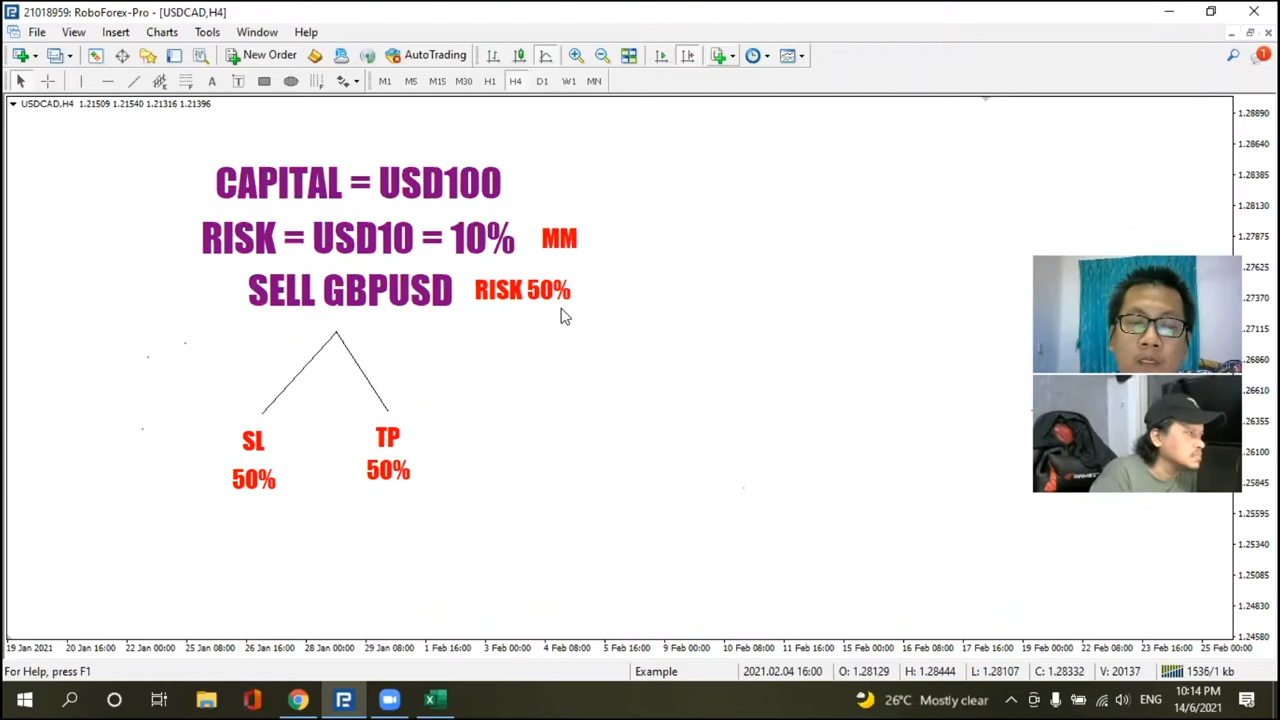 21018959: RoboForex-Pro - [USDCAD,H4]
File View Insert Charts Tools Window Help
New Order AutoTrading
M1 M5 M15 M30 H1 H4 D1 W1 MN
USDCAD,H4 1.21509 1.21540 1.21316 1.21396
1.28890
1.28640
CAPITAL = USD100
1.28385
1.28130
RISK = USD10 = 10% MM
1.27875
1.27625
SELL GBPUSD RISK 50%
1.27370
1.27115
1.26860
1.26610
1.26355
SL TP
1.26100
50% 50%
1.25845
1.25595
1.25340
1.25085
1.24830
1.24580
19 Jan 2021 20 Jan 16:00 22 Jan 00:00 25 Jan 08:00 26 Jan 16:00 28 Jan 00:00 29 Jan 08:00 1 Feb 16:00 3 Feb 00:00 4 Feb 08:00 5 Feb 16:00 9 Feb 00:00 10 Feb 08:00 11 Feb 16:00 15 Feb 00:00 16 Feb 08:00 17 Feb 16:00 19 Feb 00:00 22 Feb 08:00 23 Feb 16:00 25 Feb 00:00
For Help, press F1 Example 2021.02.04 16:00 O: 1.28129 H: 1.28444 L: 1.28107 C: 1.28332 V: 20137 1536/1 kb
26°C Mostly clear ENG 10:14 PM
14/6/2021